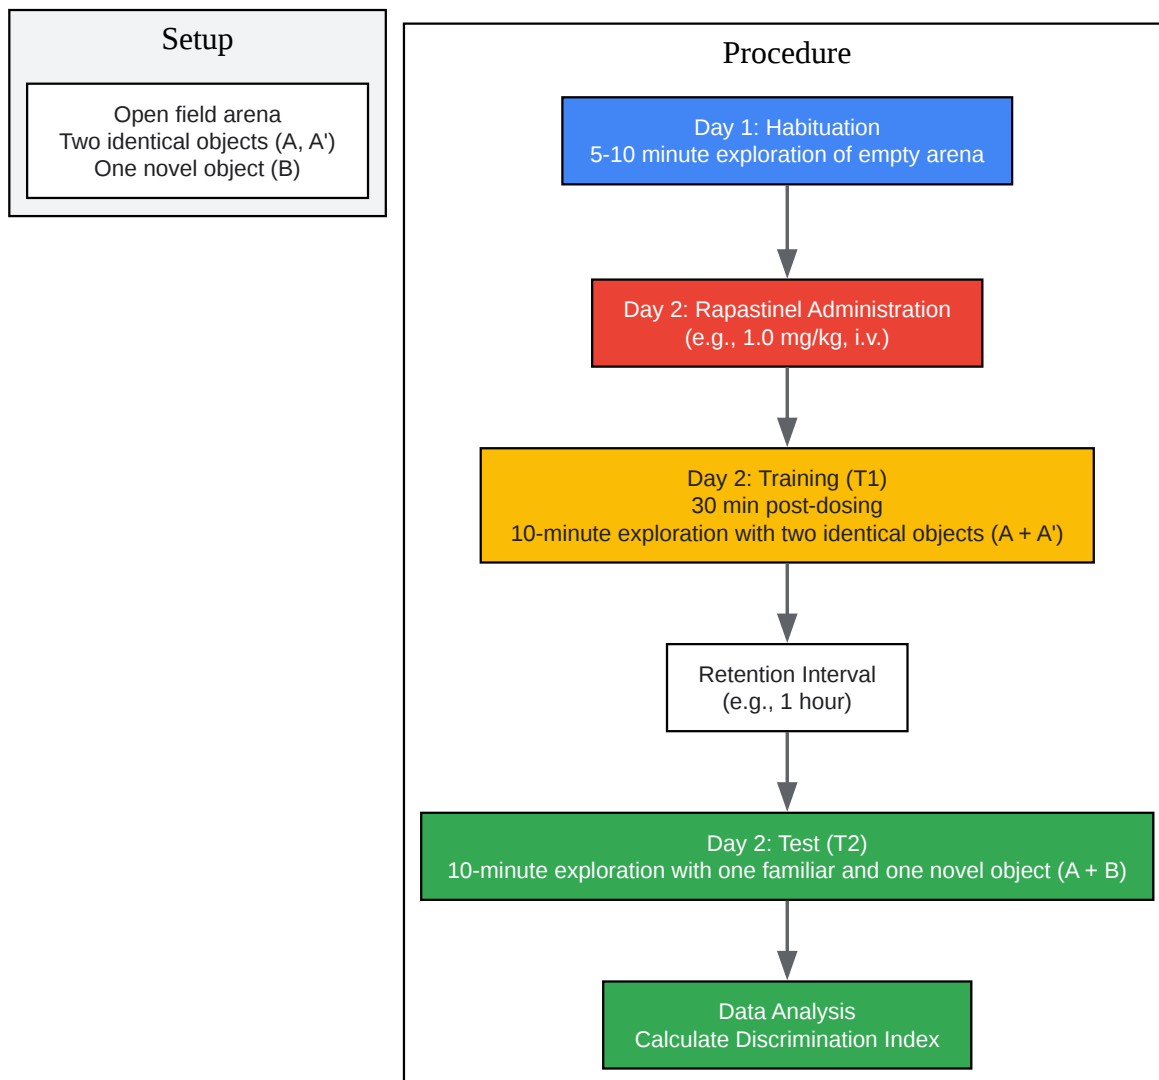 Setup
Open field arena
Two identical objects (A, A')
One novel object (B)
Procedure
Day 1: Habituation
5-10 minute exploration of empty arena
Day 2: Rapastinel Administration
(e.g., 1.0 mg/kg, i.v.)
Day 2: Training (T1)
30 min post-dosing
10-minute exploration with two identical objects (A + A')
Retention Interval
(e.g., 1 hour)
Day 2: Test (T2)
10-minute exploration with one familiar and one novel object (A + B)
Data Analysis
Calculate Discrimination Index